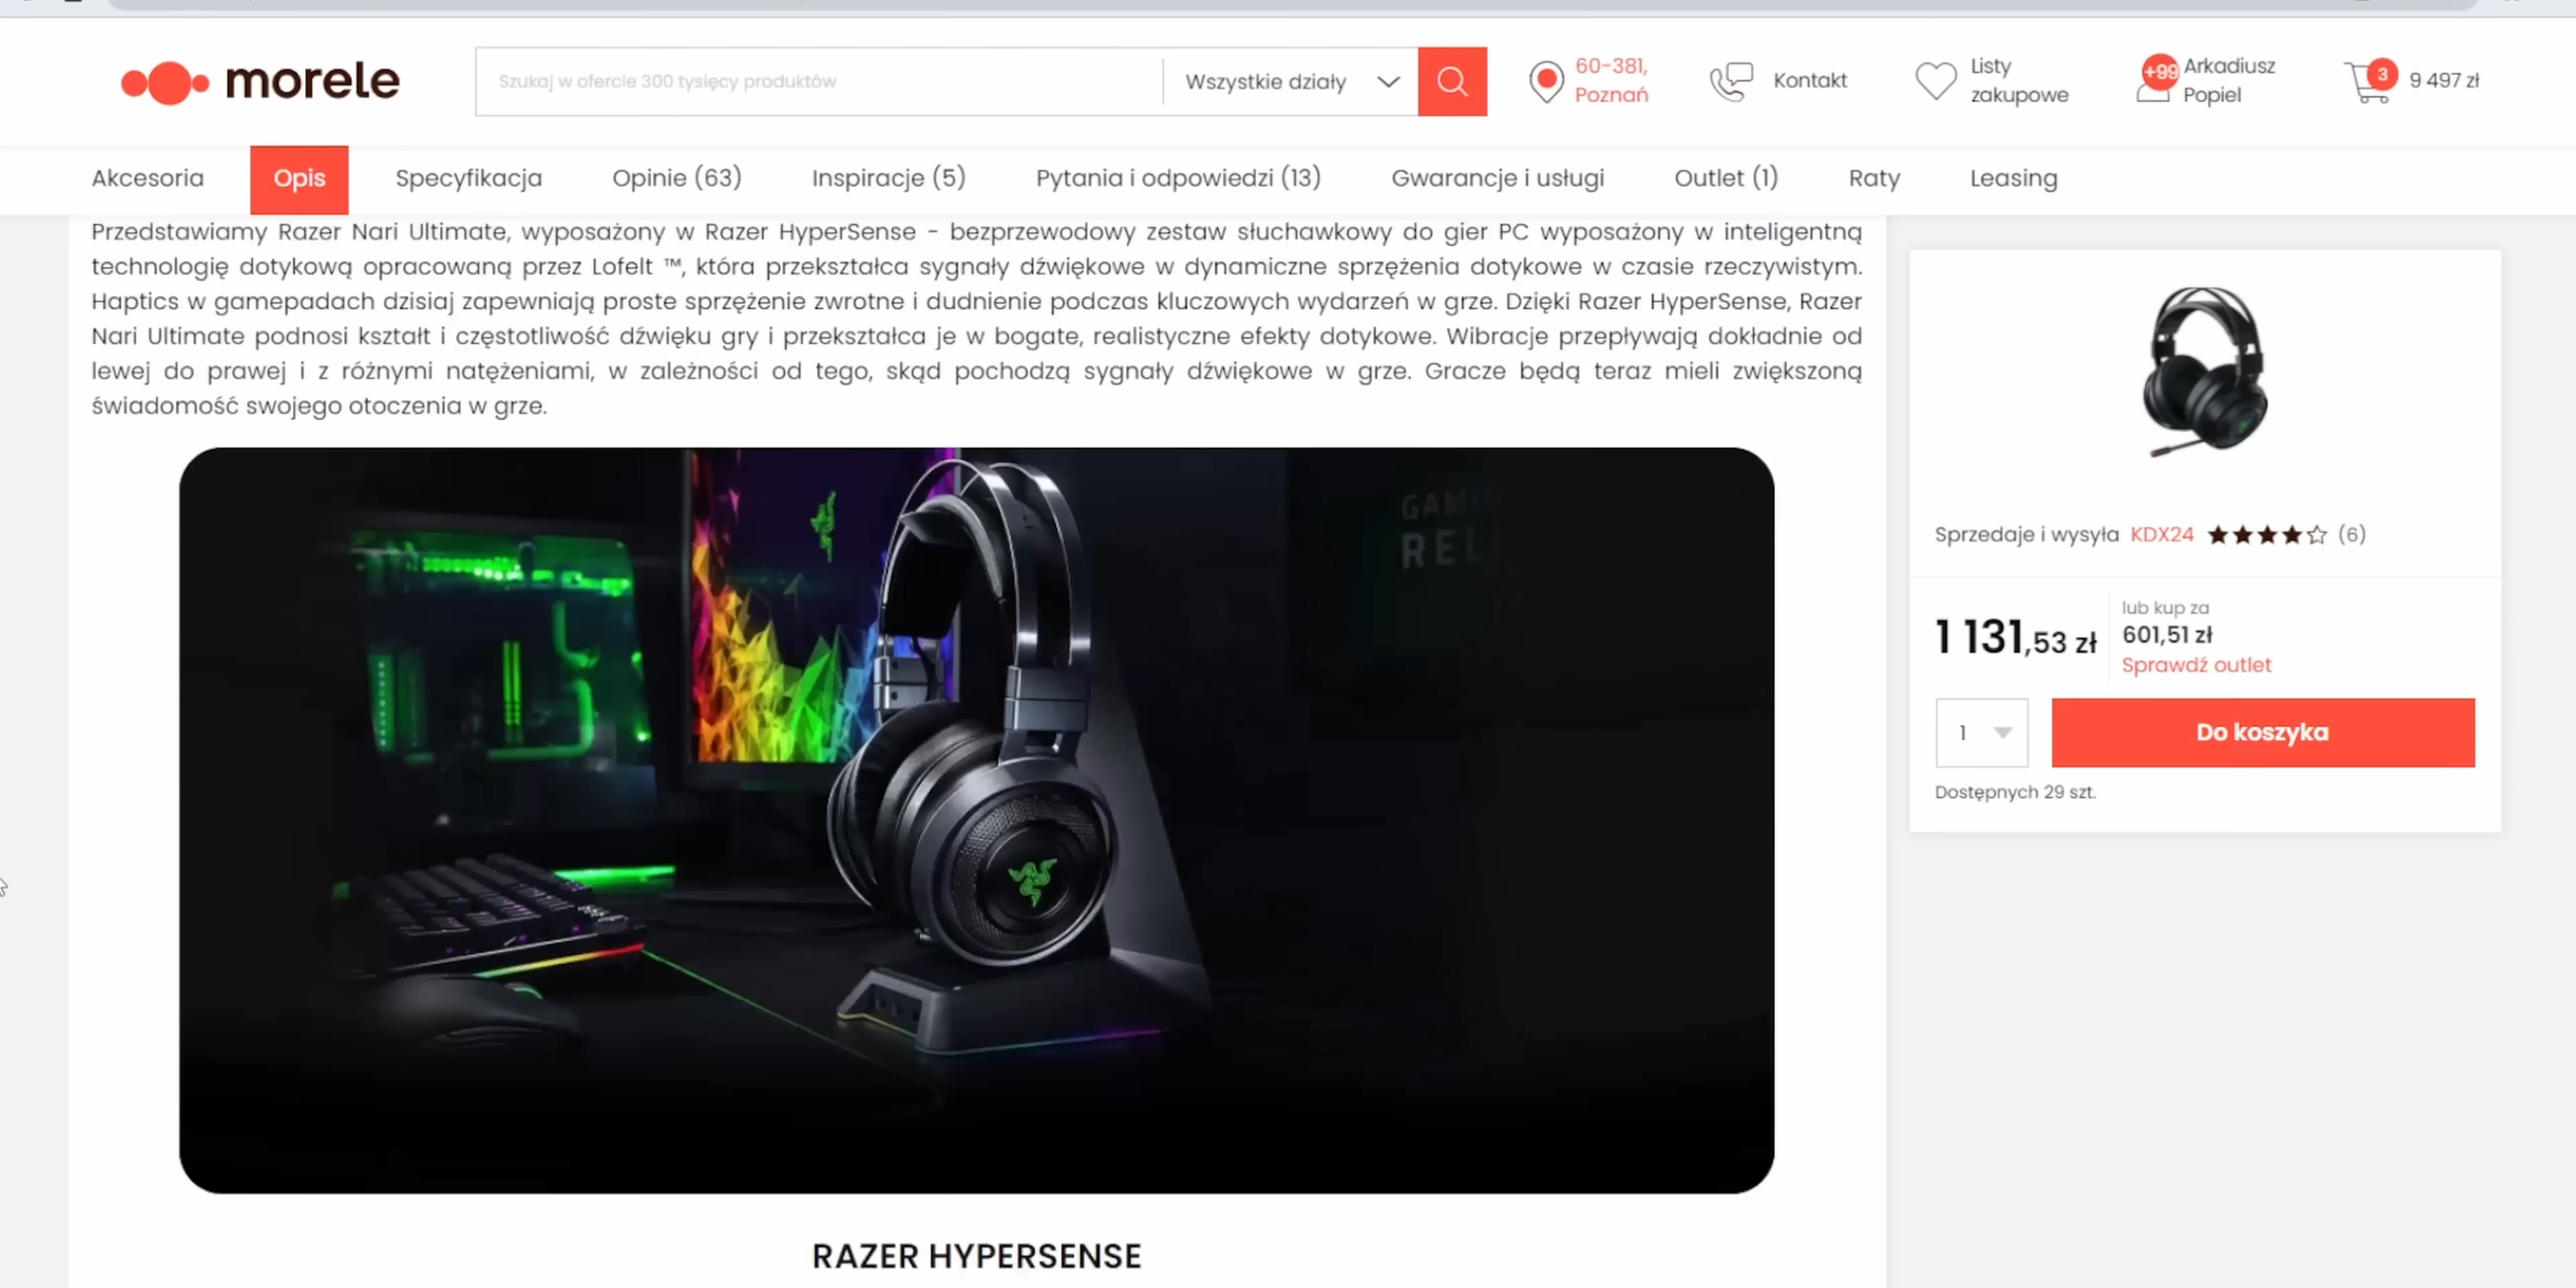 morele
Szukaj w ofercie 300 tysięcy produktów
Wszystkie działy
60-381,
Poznań
Kontakt
Listy
zakupowe
+99
Arkadiusz
Popiel
3
9 497 zł
Akcesoria Opis Specyfikacja Opinie (63) Inspiracje (5) Pytania i odpowiedzi (13) Gwarancje i usługi Outlet (1) Raty Leasing
Przedstawiamy Razer Nari Ultimate, wyposażony w Razer HyperSense - bezprzewodowy zestaw słuchawkowy do gier PC wyposażony w inteligentną
technologię dotykową opracowaną przez Lofelt ™, która przekształca sygnały dźwiękowe w dynamiczne sprzężenia dotykowe w czasie rzeczywistym.
Haptics w gamepadach dzisiaj zapewniają proste sprzężenie zwrotne i dudnienie podczas kluczowych wydarzeń w grze. Dzięki Razer HyperSense, Razer
Nari Ultimate podnosi kształt i częstotliwość dźwięku gry i przekształca je w bogate, realistyczne efekty dotykowe. Wibracje przepływają dokładnie od
lewej do prawej i z różnymi natężeniami, w zależności od tego, skąd pochodzą sygnały dźwiękowe w grze. Gracze będą teraz mieli zwiększoną
świadomość swojego otoczenia w grze.
RAZER HYPERSENSE
Sprzedaje i wysyła KDX24 (6)
1 131,53 zł
lub kup za
601,51 zł
Sprawdź outlet
1
Do koszyka
Dostępnych 29 szt.